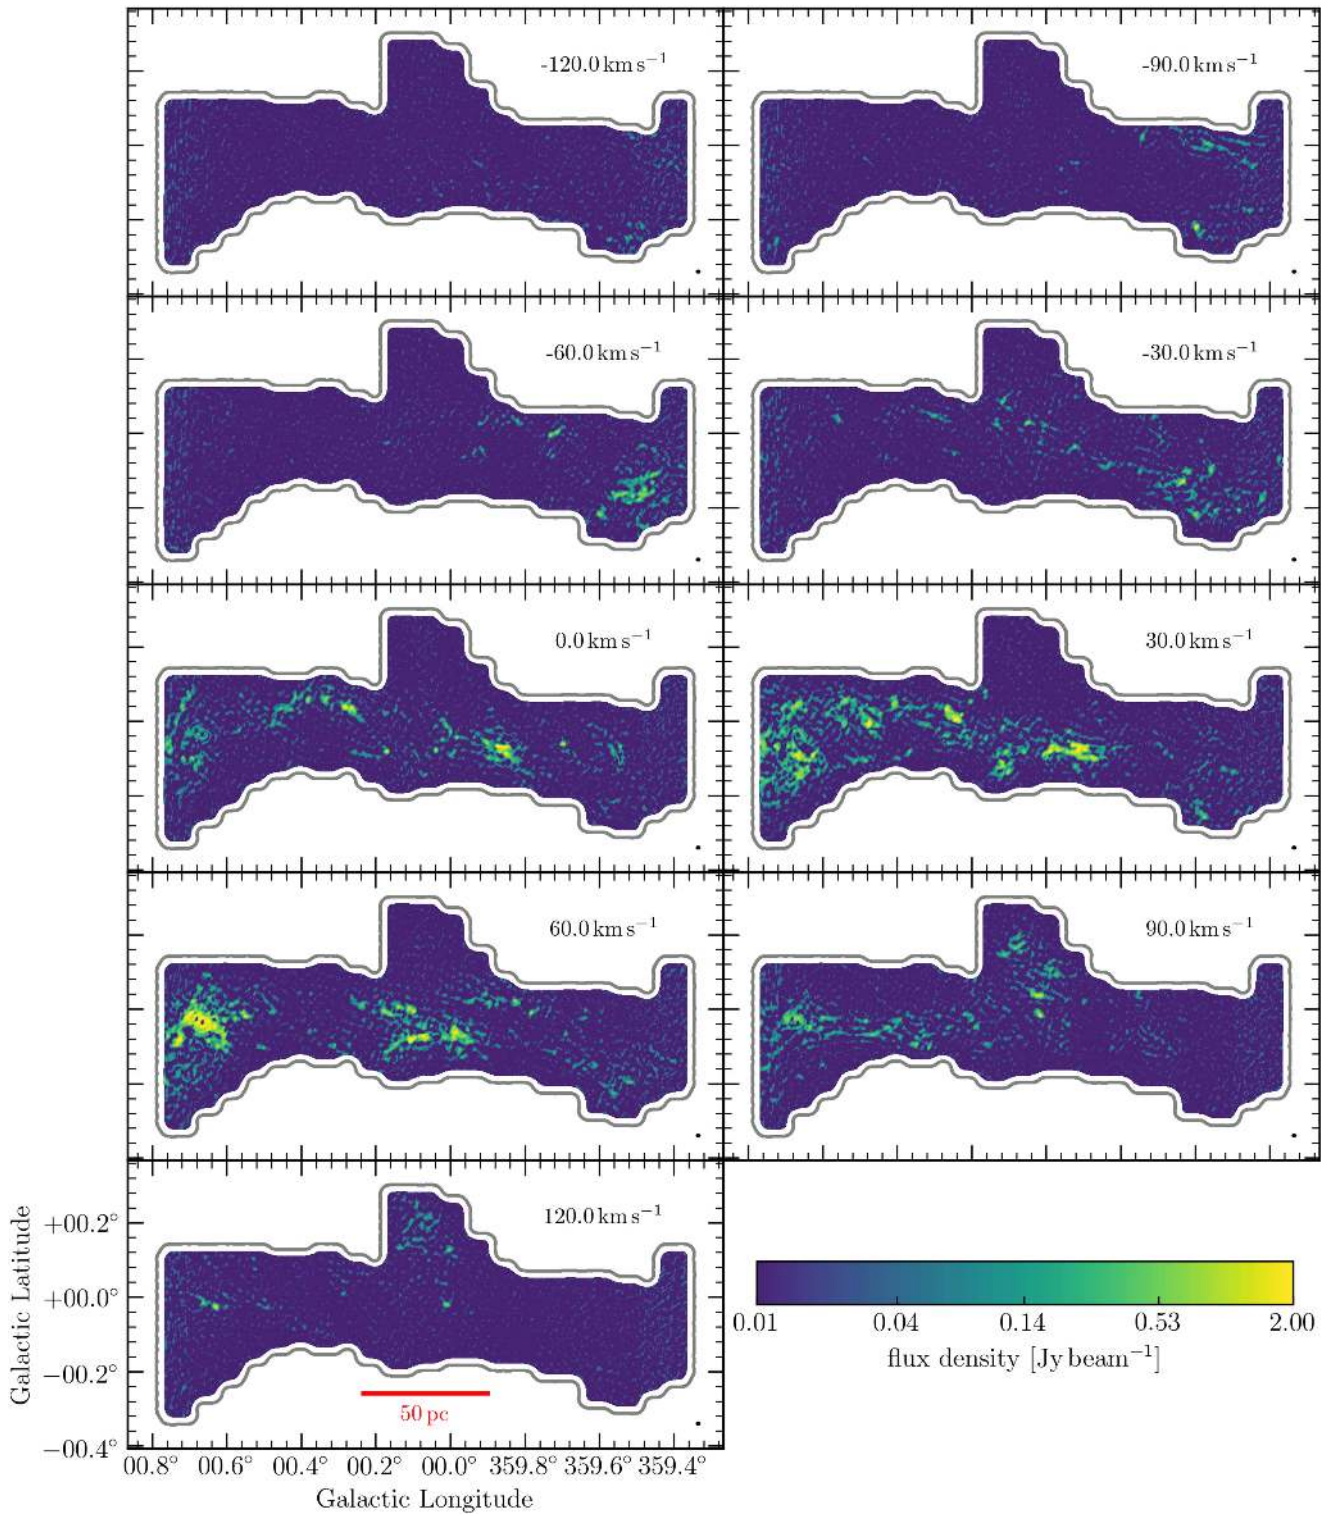 -120.0 km s⁻¹
-90.0 km s⁻¹
-60.0 km s⁻¹
-30.0 km s⁻¹
0.0 km s⁻¹
30.0 km s⁻¹
60.0 km s⁻¹
90.0 km s⁻¹
120.0 km s⁻¹
Galactic Latitude
+00.2°
+00.0°
−00.2°
−00.4°
50 pc
00.8° 00.6° 00.4° 00.2° 00.0° 359.8° 359.6° 359.4°
Galactic Longitude
0.01 0.04 0.14 0.53 2.00
flux density [Jy beam⁻¹]